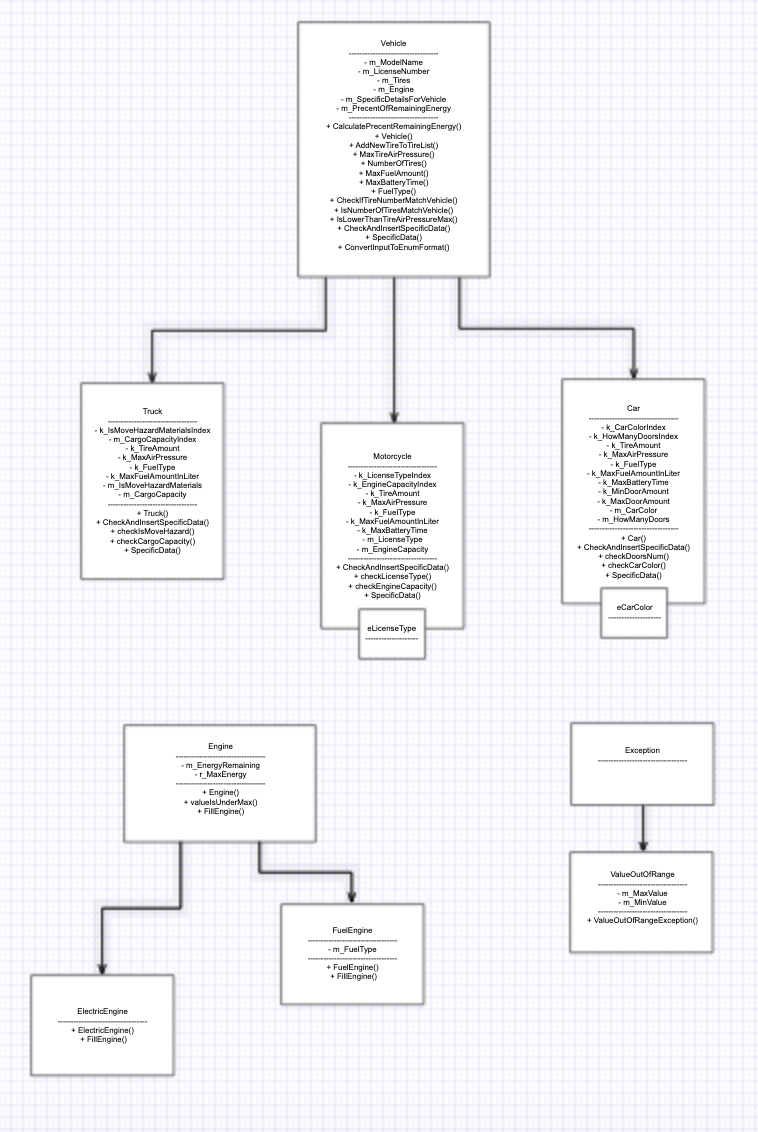 Vehicle
- m_ModelName
- m_LicenseNumber
- m_Tires
- m_Engine
- m_SpecificDetailsForVehicle
- m_PrecentOfRemainingEnergy
+ CalculatePrecentRemainingEnergy()
+ Vehicle()
+ AddNewTireToTireList()
+ MaxTireAirPressure()
+ NumberOfTires()
+ MaxFuelAmount()
+ MaxBatteryTime()
+ FuelType()
+ CheckIfTireNumberMatchVehicle()
+ IsNumberOfTiresMatchVehicle()
+ IsLowerThanTireAirPressureMax()
+ CheckAndInsertSpecificData()
+ SpecificData()
+ ConvertInputToEnumFormat()
Truck
- k_IsMoveHazardMaterialsIndex
- m_CargoCapacityIndex
- k_TireAmount
- k_MaxAirPressure
- k_FuelType
- k_MaxFuelAmountInLiter
- m_IsMoveHazardMaterials
- m_CargoCapacity
+ Truck()
+ CheckAndInsertSpecificData()
+ checkIsMoveHazard()
+ checkCargoCapacity()
+ SpecificData()
Motorcycle
- k_LicenseTypeIndex
- k_EngineCapacityIndex
- k_TireAmount
- k_MaxAirPressure
- k_FuelType
- k_MaxFuelAmountInLiter
- k_MaxBatteryTime
- m_LicenseType
- m_EngineCapacity
+ CheckAndInsertSpecificData()
+ checkLicenseType()
+ checkEngineCapacity()
+ SpecificData()
eLicenseType
Car
- k_CarColorIndex
- k_HowManyDoorsIndex
- k_TireAmount
- k_MaxAirPressure
- k_FuelType
- k_MaxFuelAmountInLiter
- k_MaxBatteryTime
- k_MinDoorAmount
- k_MaxDoorAmount
- m_CarColor
- m_HowManyDoors
+ Car()
+ CheckAndInsertSpecificData()
+ checkDoorsNum()
+ checkCarColor()
+ SpecificData()
eCarColor
Engine
- m_EnergyRemaining
- r_MaxEnergy
+ Engine()
+ valueIsUnderMax()
+ FillEngine()
Exception
ValueOutOfRange
- m_MaxValue
- m_MinValue
+ ValueOutOfRangeException()
FuelEngine
- m_FuelType
+ FuelEngine()
+ FillEngine()
ElectricEngine
+ ElectricEngine()
+ FillEngine()